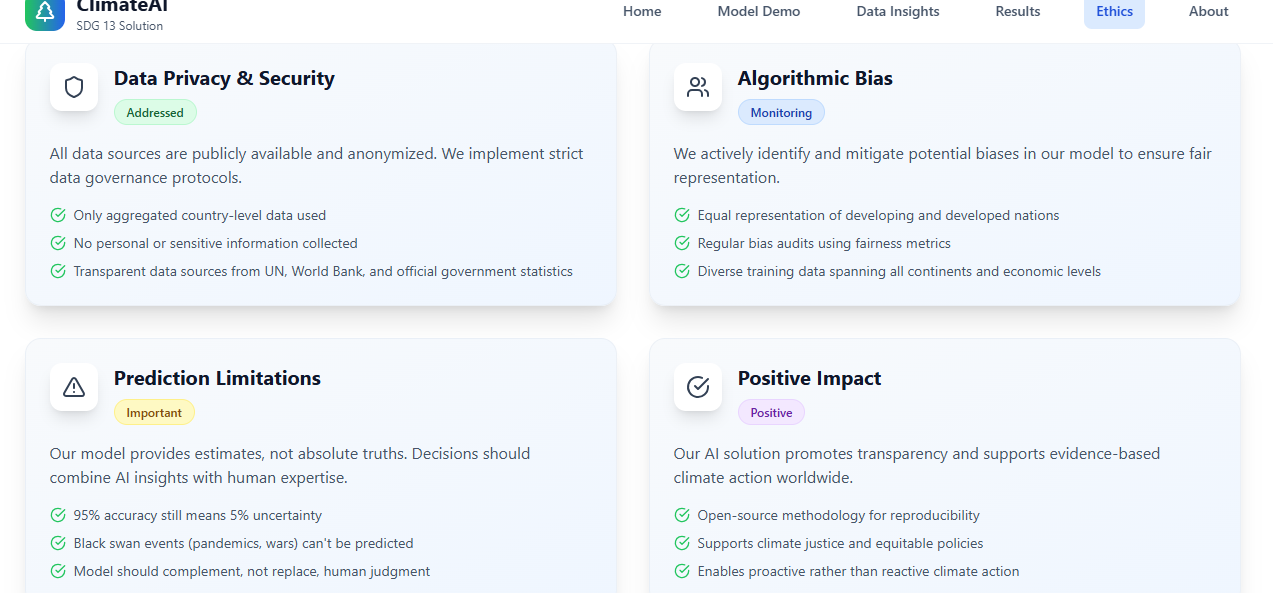 ClimateAI
SDG 13 Solution
Home
Model Demo
Data Insights
Results
Ethics
About
Data Privacy & Security
Addressed
All data sources are publicly available and anonymized. We implement strict
data governance protocols.
Only aggregated country-level data used
No personal or sensitive information collected
Transparent data sources from UN, World Bank, and official government statistics
Algorithmic Bias
Monitoring
We actively identify and mitigate potential biases in our model to ensure fair
representation.
Equal representation of developing and developed nations
Regular bias audits using fairness metrics
Diverse training data spanning all continents and economic levels
Prediction Limitations
Important
Our model provides estimates, not absolute truths. Decisions should
combine AI insights with human expertise.
95% accuracy still means 5% uncertainty
Black swan events (pandemics, wars) can't be predicted
Model should complement, not replace, human judgment
Positive Impact
Positive
Our AI solution promotes transparency and supports evidence-based
climate action worldwide.
Open-source methodology for reproducibility
Supports climate justice and equitable policies
Enables proactive rather than reactive climate action